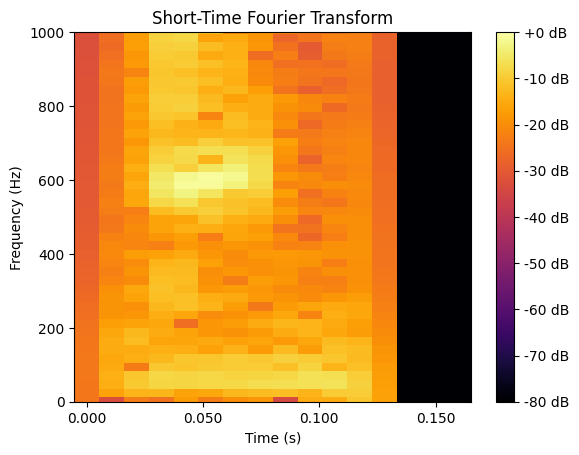 Short-Time Fourier Transform
1000
800
600
400
200
0
Frequency (Hz)
0.000
0.050
0.100
0.150
Time (s)
+0 dB
-10 dB
-20 dB
-30 dB
-40 dB
-50 dB
-60 dB
-70 dB
-80 dB